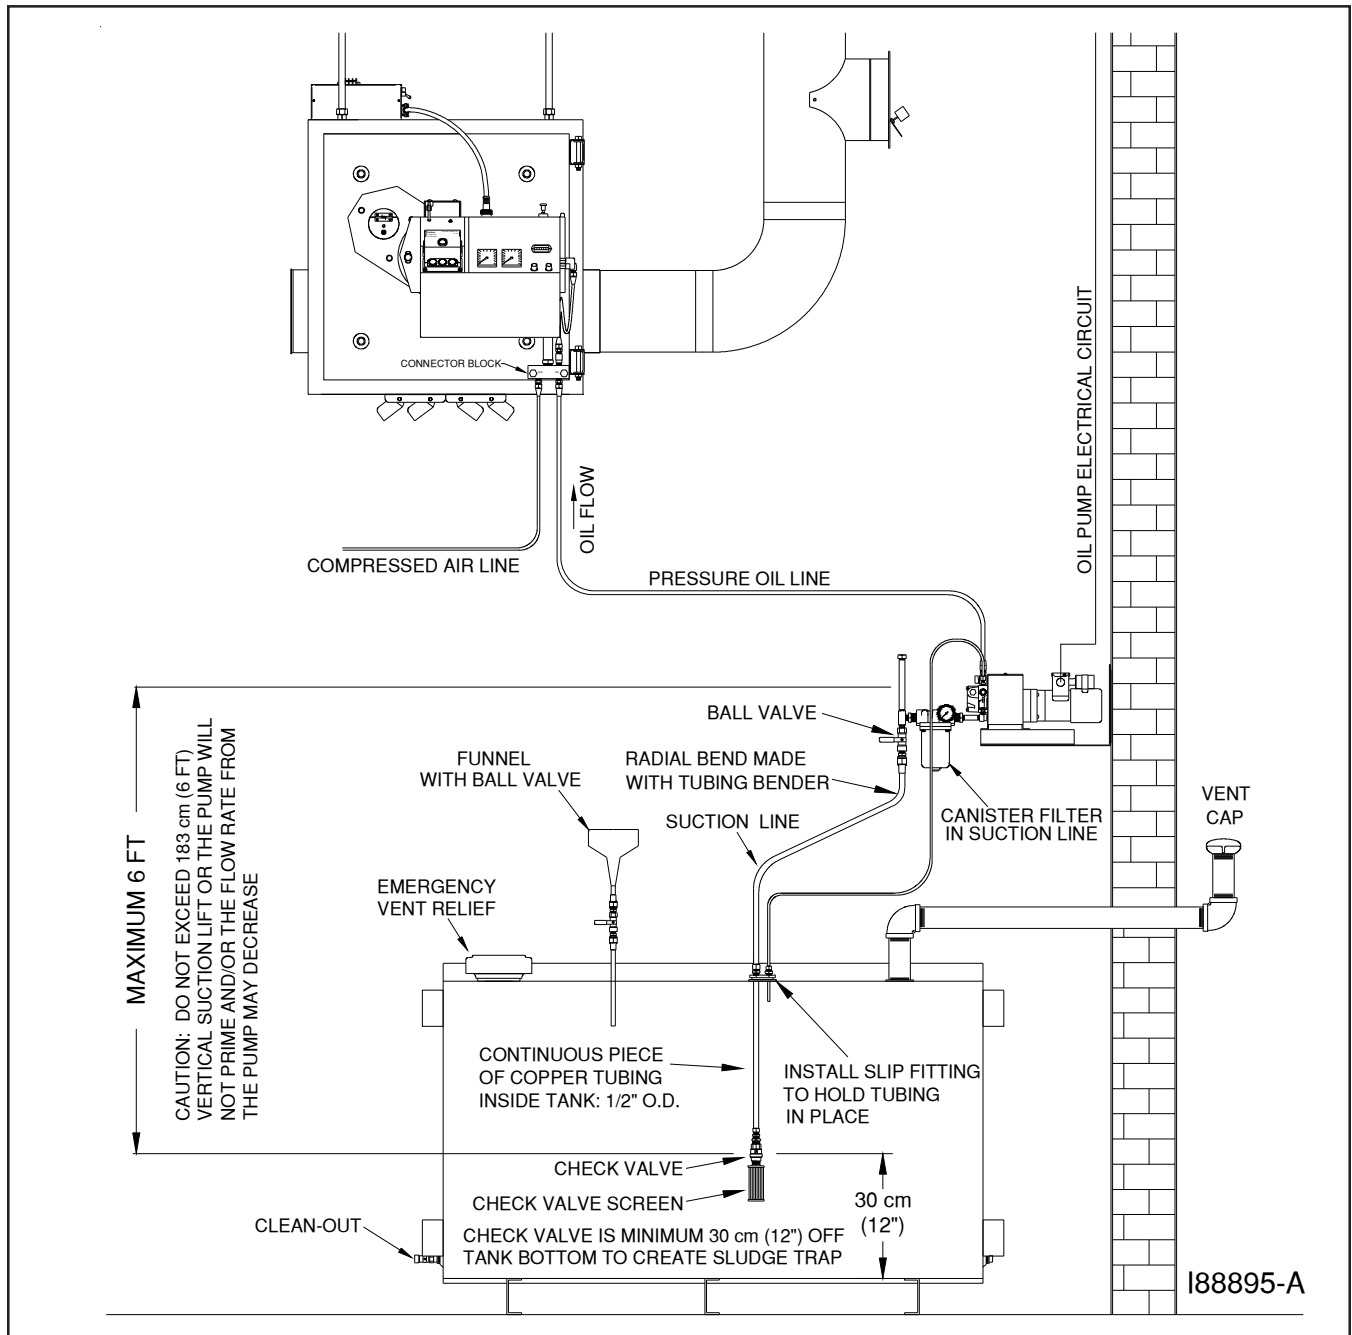 CONNECTOR BLOCK
OIL PUMP ELECTRICAL CIRCUIT
OIL FLOW
COMPRESSED AIR LINE
PRESSURE OIL LINE
BALL VALVE
FUNNEL
WITH BALL VALVE
RADIAL BEND MADE
WITH TUBING BENDER
SUCTION LINE
CANISTER FILTER
IN SUCTION LINE
VENT
CAP
MAXIMUM 6 FT
CAUTION: DO NOT EXCEED 183 cm (6 FT)
VERTICAL SUCTION LIFT OR THE PUMP WILL
NOT PRIME AND/OR THE FLOW RATE FROM
THE PUMP MAY DECREASE
EMERGENCY
VENT RELIEF
CONTINUOUS PIECE
OF COPPER TUBING
INSIDE TANK: 1/2" O.D.
INSTALL SLIP FITTING
TO HOLD TUBING
IN PLACE
CHECK VALVE
CHECK VALVE SCREEN
30 cm
(12")
CLEAN-OUT
CHECK VALVE IS MINIMUM 30 cm (12") OFF
TANK BOTTOM TO CREATE SLUDGE TRAP
I88895-A